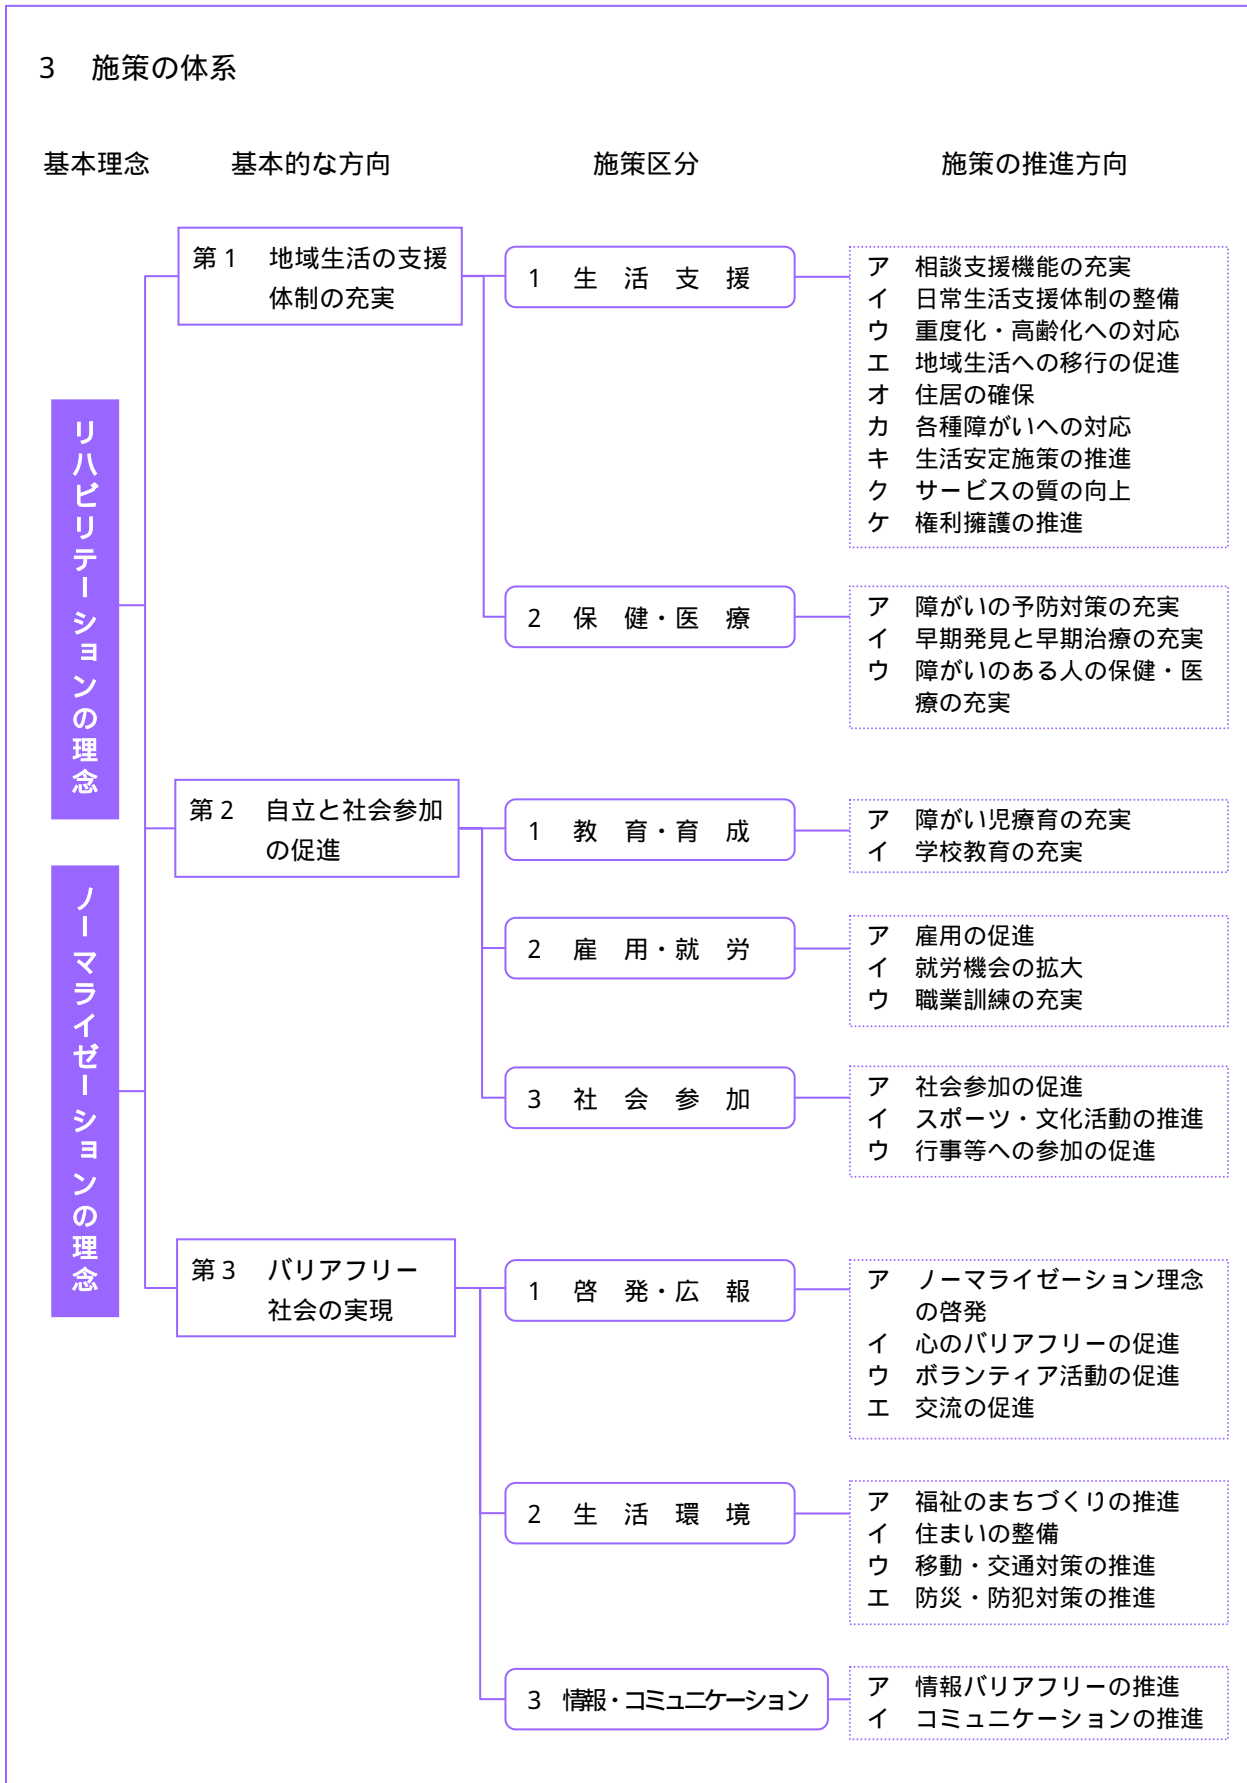 3　施策の体系
基本理念　基本的な方向　施策区分　施策の推進方向
リハビリテーションの理念
ノーマライゼーションの理念
第１　地域生活の支援
体制の充実
1　生　活　支　援
ア　相談支援機能の充実
イ　日常生活支援体制の整備
ウ　重度化・高齢化への対応
エ　地域生活への移行の促進
オ　住居の確保
カ　各種障がいへの対応
キ　生活安定施策の推進
ク　サービスの質の向上
ケ　権利擁護の推進
2　保　健・医　療
ア　障がいの予防対策の充実
イ　早期発見と早期治療の充実
ウ　障がいのある人の保健・医
療の充実
第２　自立と社会参加
の促進
1　教　育・育　成
ア　障がい児療育の充実
イ　学校教育の充実
2　雇　用・就　労
ア　雇用の促進
イ　就労機会の拡大
ウ　職業訓練の充実
3　社　会　参　加
ア　社会参加の促進
イ　スポーツ・文化活動の推進
ウ　行事等への参加の促進
第３　バリアフリー
社会の実現
1　啓　発・広　報
ア　ノーマライゼーション理念
の啓発
イ　心のバリアフリーの促進
ウ　ボランティア活動の促進
エ　交流の促進
2　生　活　環　境
ア　福祉のまちづくりの推進
イ　住まいの整備
ウ　移動・交通対策の推進
エ　防災・防犯対策の推進
3　情報・コミュニケーション
ア　情報バリアフリーの推進
イ　コミュニケーションの推進